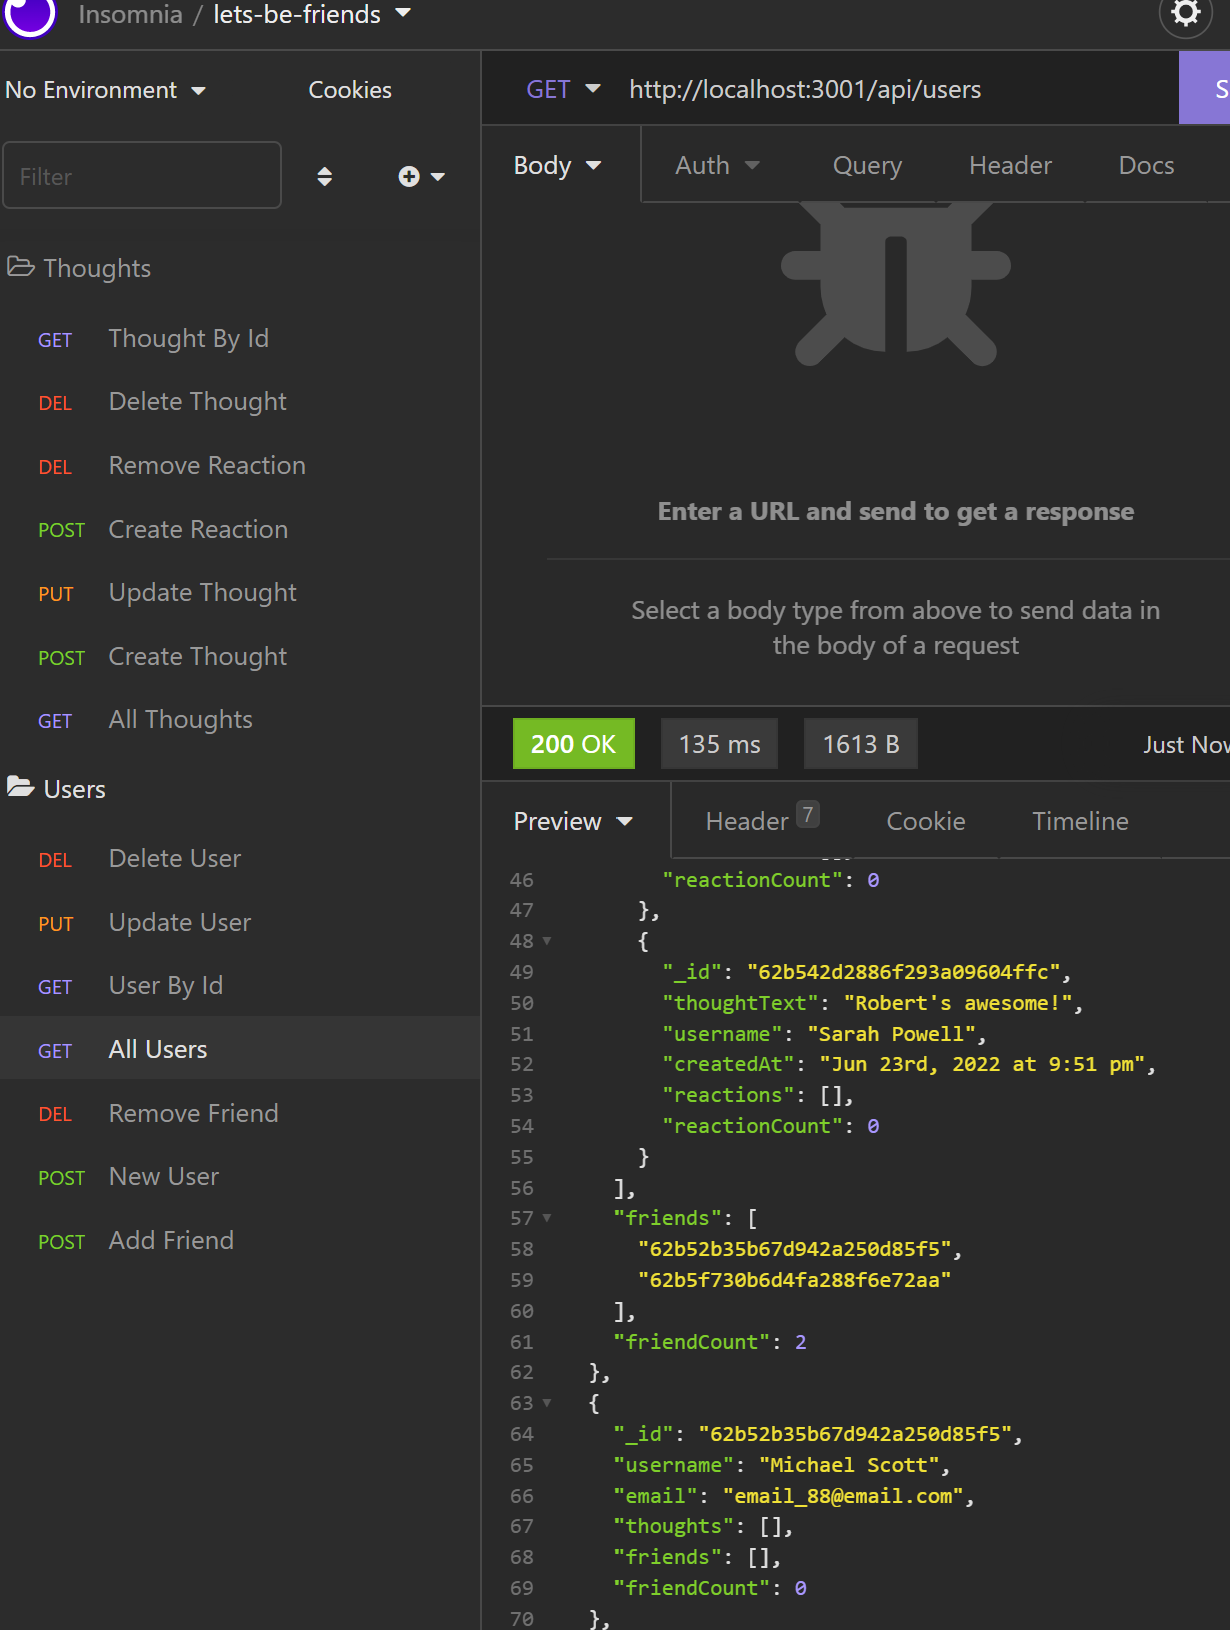 Insomnia / lets-be-friends
No Environment
Cookies
Filter
Thoughts
GET Thought By Id
DEL Delete Thought
DEL Remove Reaction
POST Create Reaction
PUT Update Thought
POST Create Thought
GET All Thoughts
Users
DEL Delete User
PUT Update User
GET User By Id
GET All Users
DEL Remove Friend
POST New User
POST Add Friend
GET http://localhost:3001/api/users S
Body Auth Query Header Docs
Enter a URL and send to get a response
Select a body type from above to send data in
the body of a request
200 OK 135 ms 1613 B Just Now
Preview Header 7 Cookie Timeline
46 "reactionCount": 0
47 },
48 {
49 "_id": "62b542d2886f293a09604ffc",
50 "thoughtText": "Robert's awesome!",
51 "username": "Sarah Powell",
52 "createdAt": "Jun 23rd, 2022 at 9:51 pm",
53 "reactions": [],
54 "reactionCount": 0
55 }
56 ],
57 "friends": [
58 "62b52b35b67d942a250d85f5",
59 "62b5f730b6d4fa288f6e72aa"
60 ],
61 "friendCount": 2
62 },
63 {
64 "_id": "62b52b35b67d942a250d85f5",
65 "username": "Michael Scott",
66 "email": "email_88@email.com",
67 "thoughts": [],
68 "friends": [],
69 "friendCount": 0
70 },